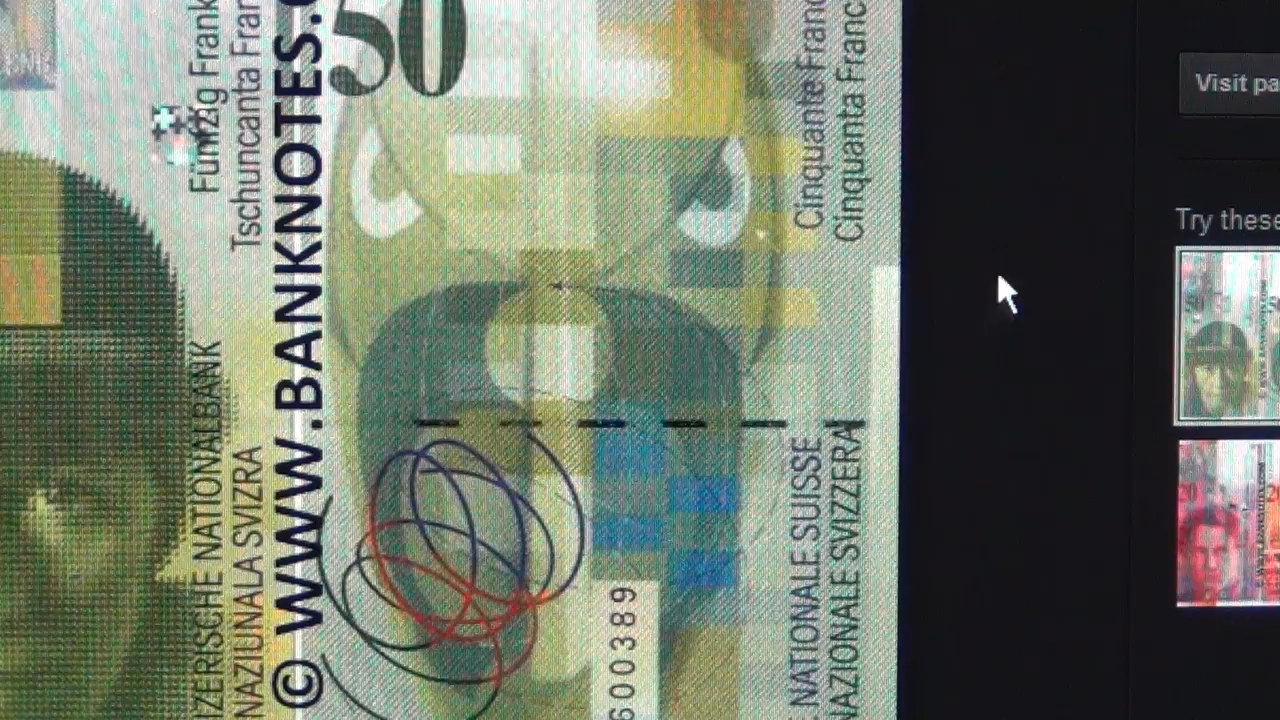 50
Fünfzig Frank
Tschuncanta Fran
IZERISCHE NATIONALBANK
NAZIUNALA SVIZRA
© WWW.BANKNOTES.
Cinquante Franc
Cinquanta Franc
NATIONALE SUISSE
NAZIONALE SVIZZERA
600389
Visit pa
Try these